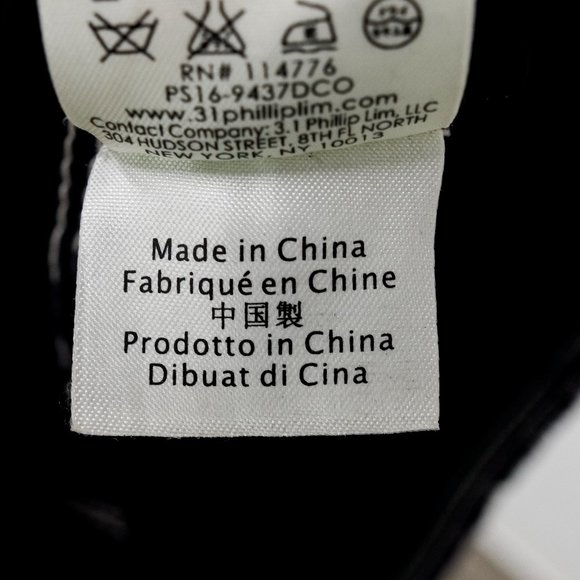 RN# 114776
PS16-9437DCO
www.31philliplim.com
Contact Company: 3.1 Phillip Lim, LLC
304 HUDSON STREET, 8TH FL NORTH
NEW YORK, N.Y. 10013
Made in China
Fabriqué en Chine
中国製
Prodotto in China
Dibuat di Cina